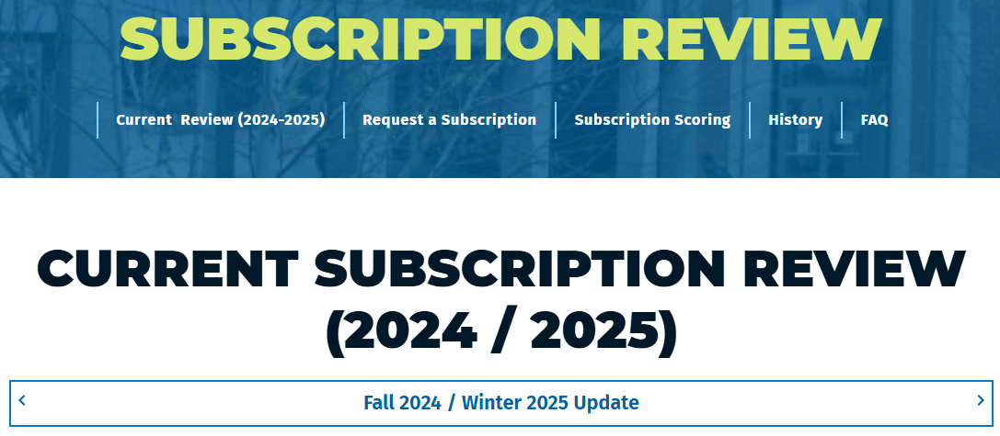 SUBSCRIPTION REVIEW
Current Review (2024-2025)
Request a Subscription
Subscription Scoring
History
FAQ
CURRENT SUBSCRIPTION REVIEW
(2024 / 2025)
Fall 2024 / Winter 2025 Update